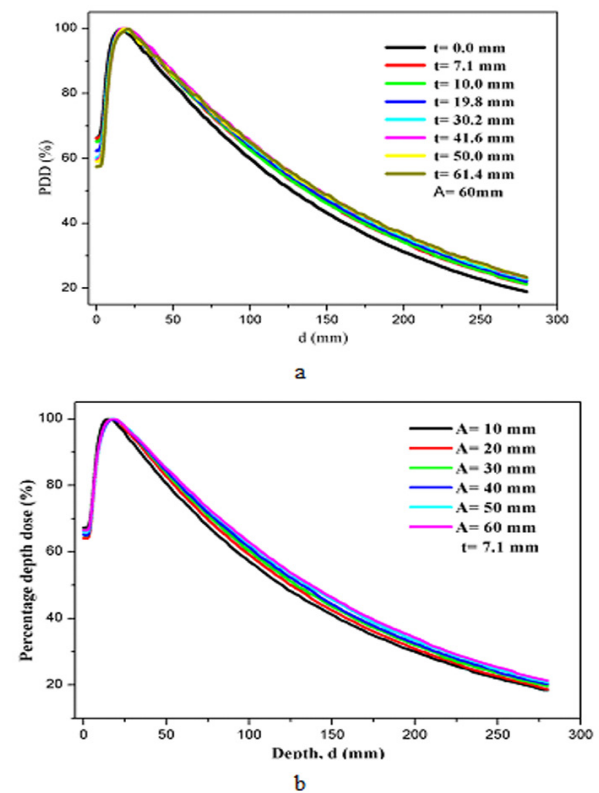 100
80
60
40
20
PDD (%)
t= 0.0 mm
t= 7.1 mm
t= 10.0 mm
t= 19.8 mm
t= 30.2 mm
t= 41.6 mm
t= 50.0 mm
t= 61.4 mm
A= 60mm
0 50 100 150 200 250 300
d (mm)
a
100
80
60
40
20
Percentage depth dose (%)
A= 10 mm
A= 20 mm
A= 30 mm
A= 40 mm
A= 50 mm
A= 60 mm
t= 7.1 mm
0 50 100 150 200 250 300
Depth, d (mm)
b